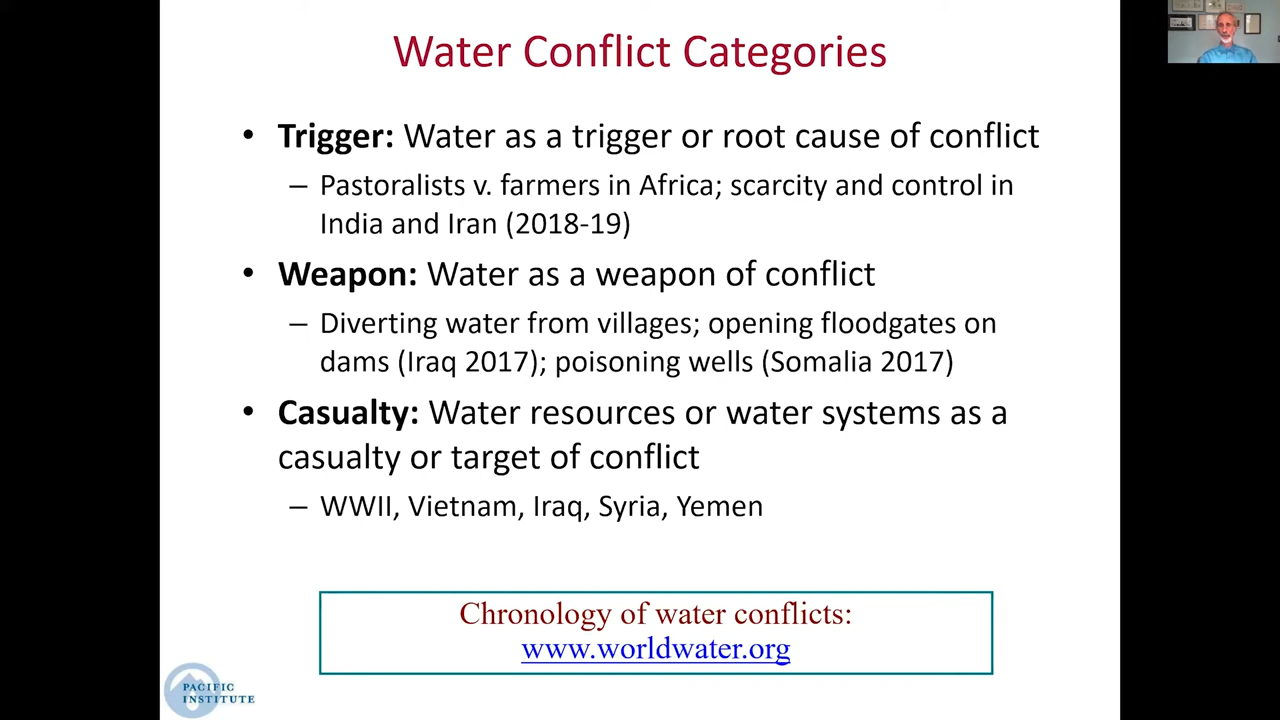 Water Conflict Categories
• Trigger: Water as a trigger or root cause of conflict
– Pastoralists v. farmers in Africa; scarcity and control in
India and Iran (2018-19)
• Weapon: Water as a weapon of conflict
– Diverting water from villages; opening floodgates on
dams (Iraq 2017); poisoning wells (Somalia 2017)
• Casualty: Water resources or water systems as a
casualty or target of conflict
– WWII, Vietnam, Iraq, Syria, Yemen
Chronology of water conflicts:
www.worldwater.org
PACIFIC
INSTITUTE